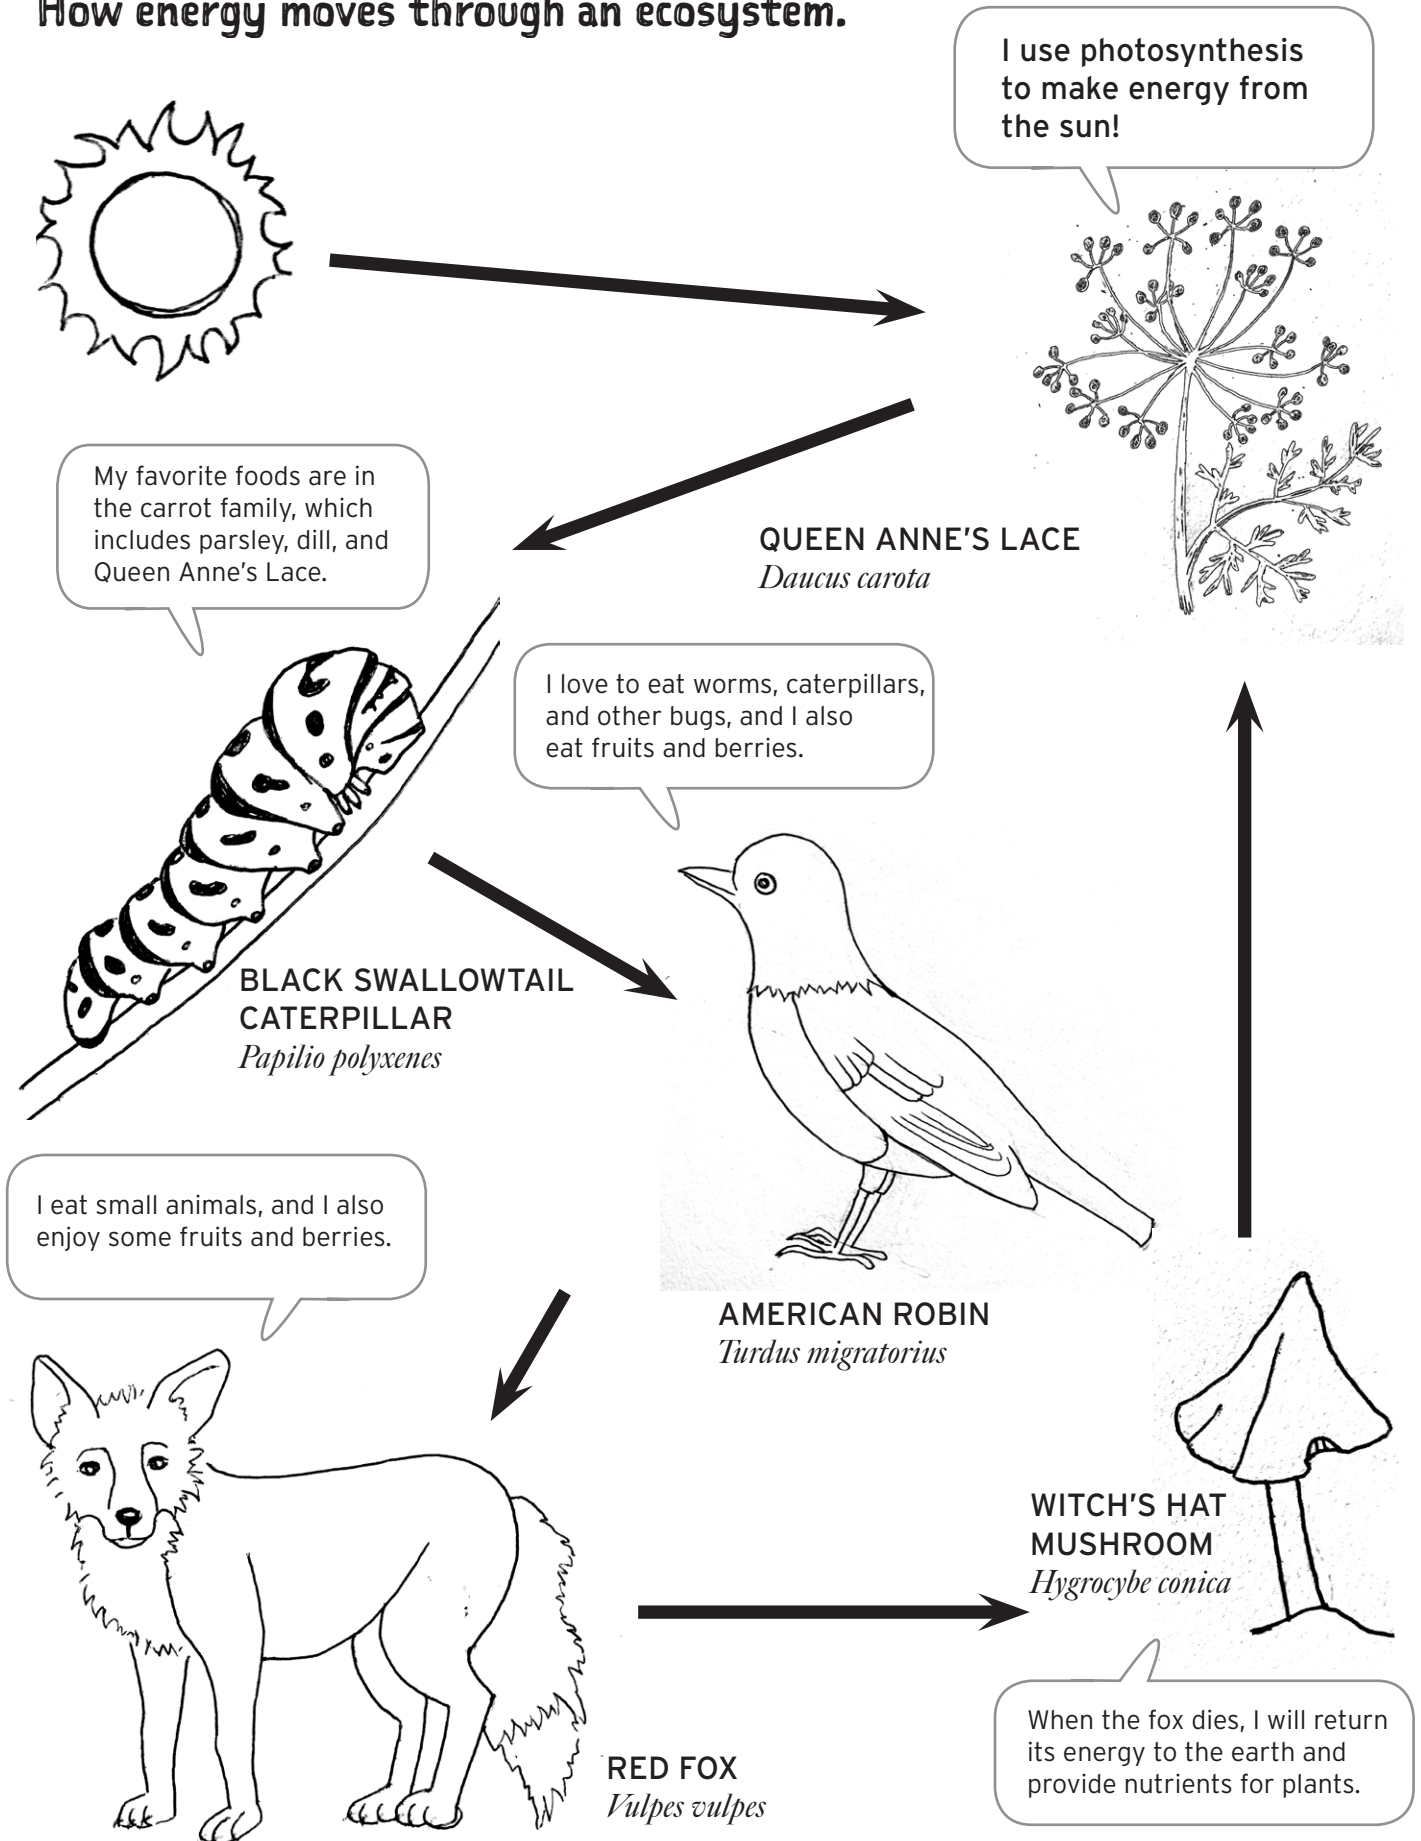 How energy moves through an ecosystem.
I use photosynthesis
to make energy from
the sun!
My favorite foods are in
the carrot family, which
includes parsley, dill, and
Queen Anne's Lace.
QUEEN ANNE'S LACE
Daucus carota
I love to eat worms, caterpillars,
and other bugs, and I also
eat fruits and berries.
BLACK SWALLOWTAIL
CATERPILLAR
Papilio polyxenes
I eat small animals, and I also
enjoy some fruits and berries.
AMERICAN ROBIN
Turdus migratorius
WITCH'S HAT
MUSHROOM
Hygrocybe conica
When the fox dies, I will return
its energy to the earth and
provide nutrients for plants.
RED FOX
Vulpes vulpes